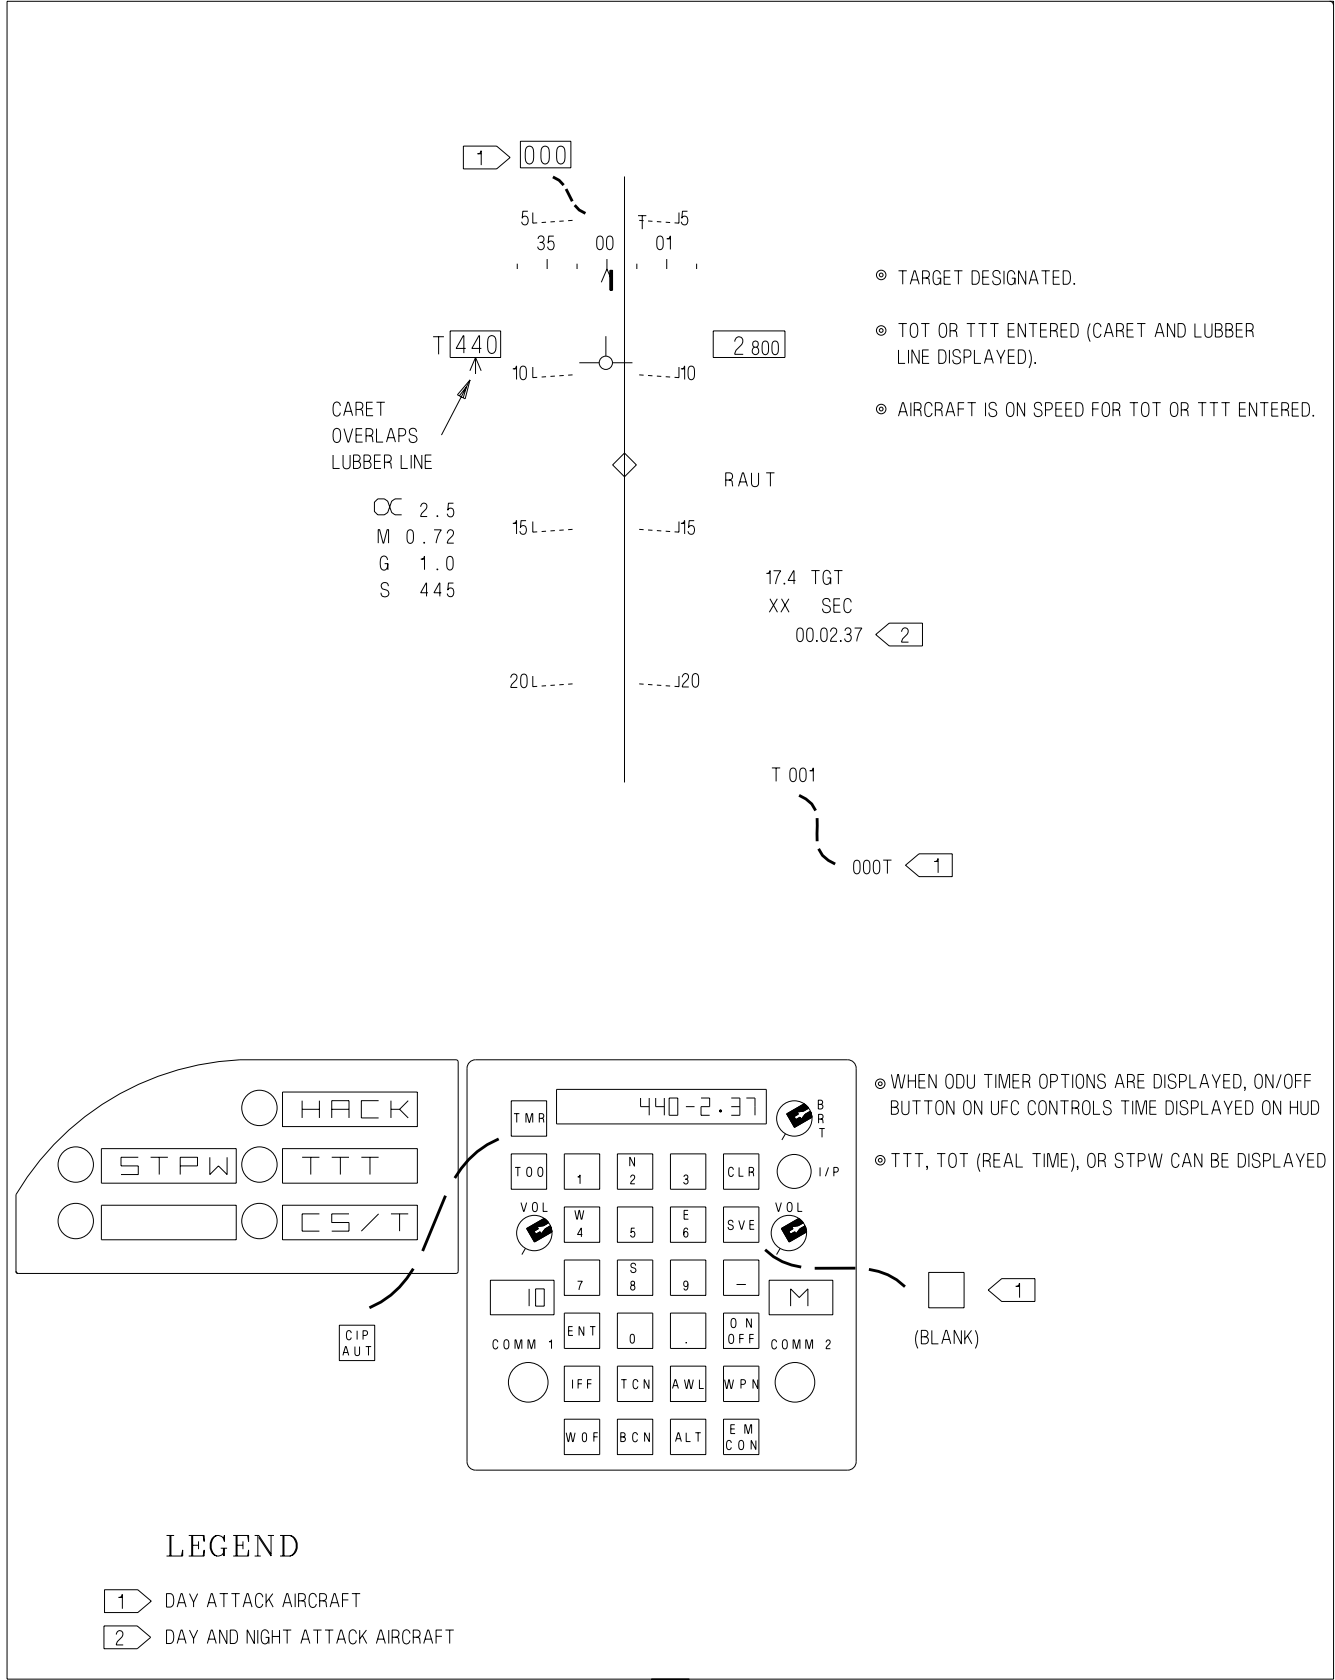 1 000
5 T 5
35 00 01
T 440 2 800
10 10
CARET
OVERLAPS
LUBBER LINE
RAUT
∝ 2.5
M 0.72
G 1.0
S 445
15 15
17.4 TGT
XX SEC
00.02.37 2
20 20
T 001
000T 1
◎ TARGET DESIGNATED.
◎ TOT OR TTT ENTERED (CARET AND LUBBER
LINE DISPLAYED).
◎ AIRCRAFT IS ON SPEED FOR TOT OR TTT ENTERED.
HACK
STPW TTT
CS/T
TMR 440-2.37 BRT
TOO 1 N 2 3 CLR I/P
VOL W 4 5 E 6 SVE VOL
7 S 8 9 –
10 M
COMM 1 ENT 0 . ON OFF COMM 2
IFF TCN AWL WPN
WOF BCN ALT EM CON
CIP
AUT
1
(BLANK)
◎ WHEN ODU TIMER OPTIONS ARE DISPLAYED, ON/OFF
BUTTON ON UFC CONTROLS TIME DISPLAYED ON HUD
◎ TTT, TOT (REAL TIME), OR STPW CAN BE DISPLAYED
LEGEND
1 DAY ATTACK AIRCRAFT
2 DAY AND NIGHT ATTACK AIRCRAFT